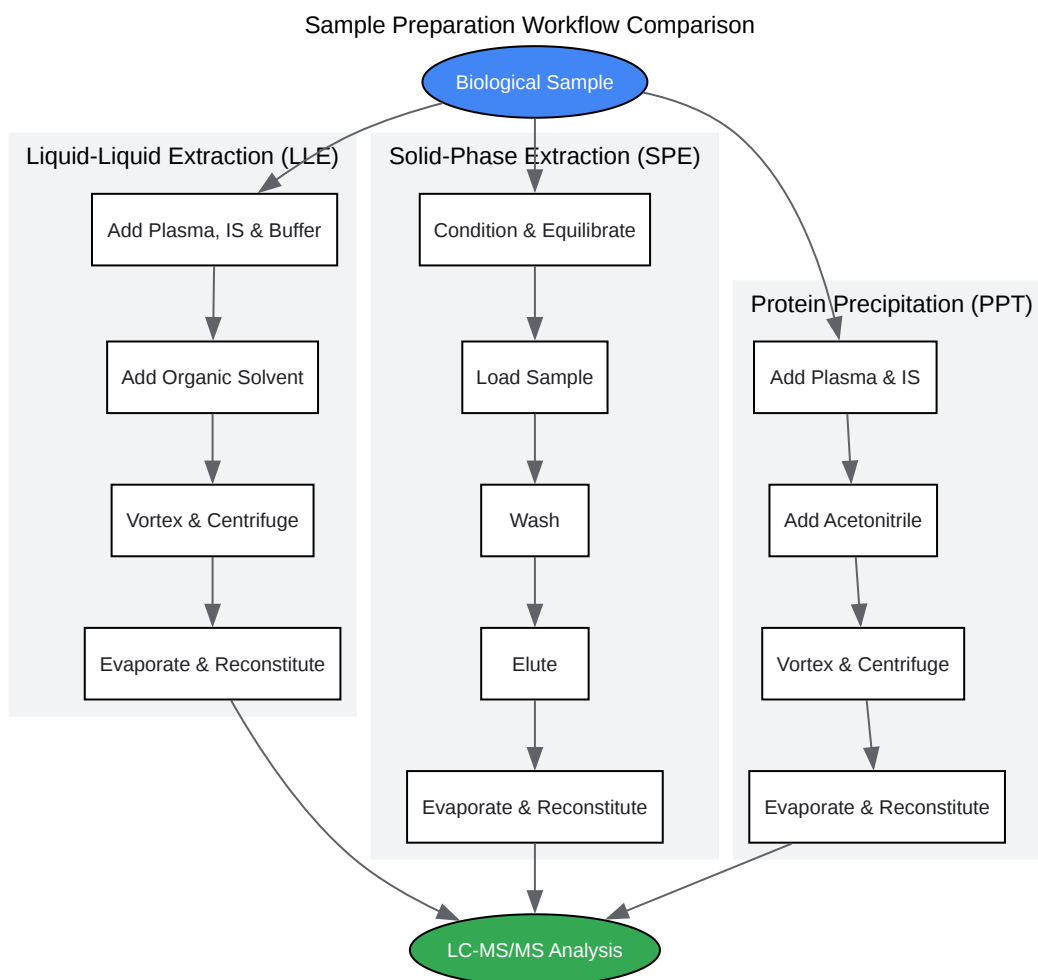 Sample Preparation Workflow Comparison
Biological Sample
Liquid-Liquid Extraction (LLE)
Add Plasma, IS & Buffer
Add Organic Solvent
Vortex & Centrifuge
Evaporate & Reconstitute
Solid-Phase Extraction (SPE)
Condition & Equilibrate
Load Sample
Wash
Elute
Evaporate & Reconstitute
Protein Precipitation (PPT)
Add Plasma & IS
Add Acetonitrile
Vortex & Centrifuge
Evaporate & Reconstitute
LC-MS/MS Analysis